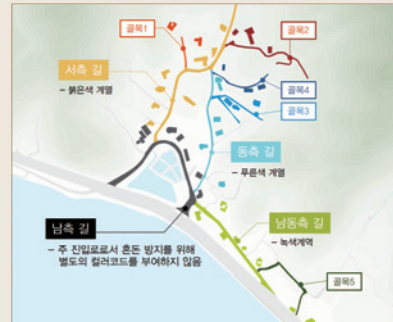 골목1
골목2
서측 길
- 붉은색 계열
골목4
골목3
동측 길
- 푸른색 계열
남측 길
- 주 진입로로서 혼돈 방지를 위해
별도의 컬러코드를 부여하지 않음
남동측 길
- 녹색계역
골목5